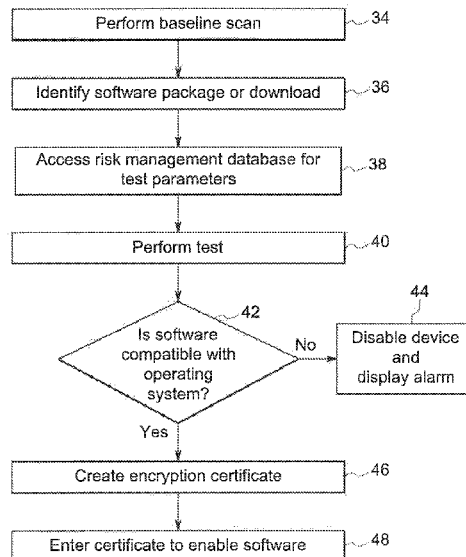 Perform baseline scan
34
Identify software package or download
36
Access risk management database for
test parameters
38
Perform test
40
42
Is software
compatible with
operating
system?
No
44
Disable device
and
display alarm
Yes
Create encryption certificate
46
Enter certificate to enable software
48